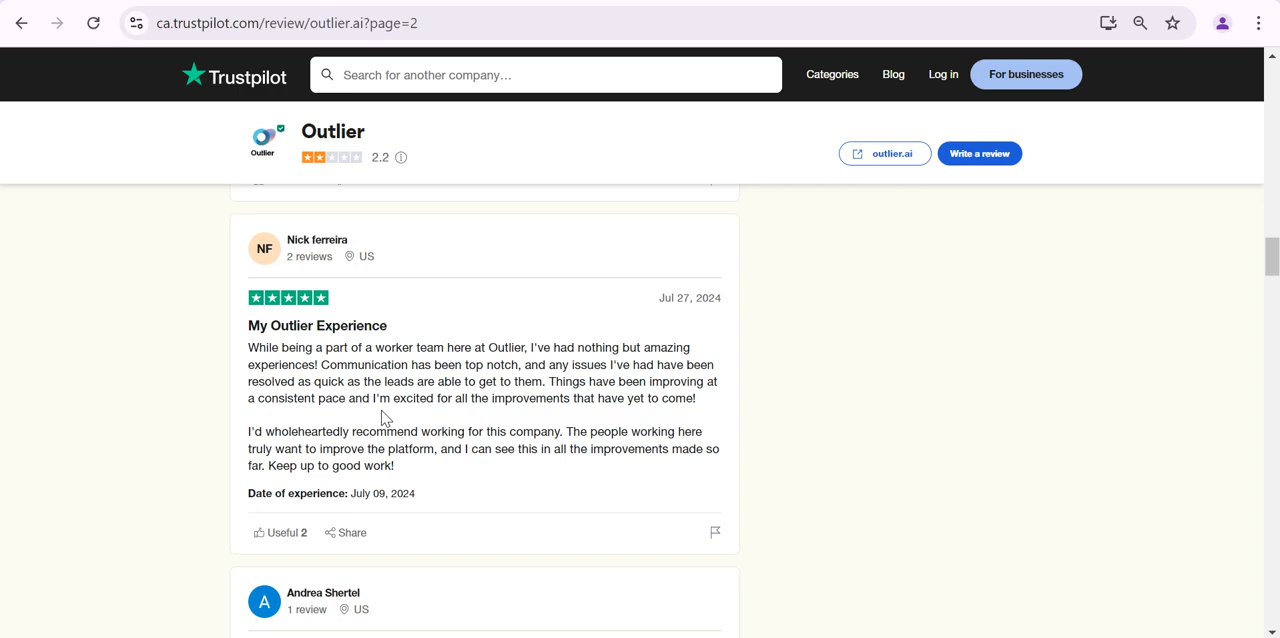 ca.trustpilot.com/review/outlier.ai?page=2
Trustpilot
Search for another company...
Categories
Blog
Log in
For businesses
Outlier
Outlier
2.2
outlier.ai
Write a review
NF
Nick ferreira
2 reviews
US
Jul 27, 2024
My Outlier Experience
While being a part of a worker team here at Outlier, I've had nothing but amazing
experiences! Communication has been top notch, and any issues I've had have been
resolved as quick as the leads are able to get to them. Things have been improving at
a consistent pace and I'm excited for all the improvements that have yet to come!
I'd wholeheartedly recommend working for this company. The people working here
truly want to improve the platform, and I can see this in all the improvements made so
far. Keep up to good work!
Date of experience: July 09, 2024
Useful 2
Share
A
Andrea Shertel
1 review
US